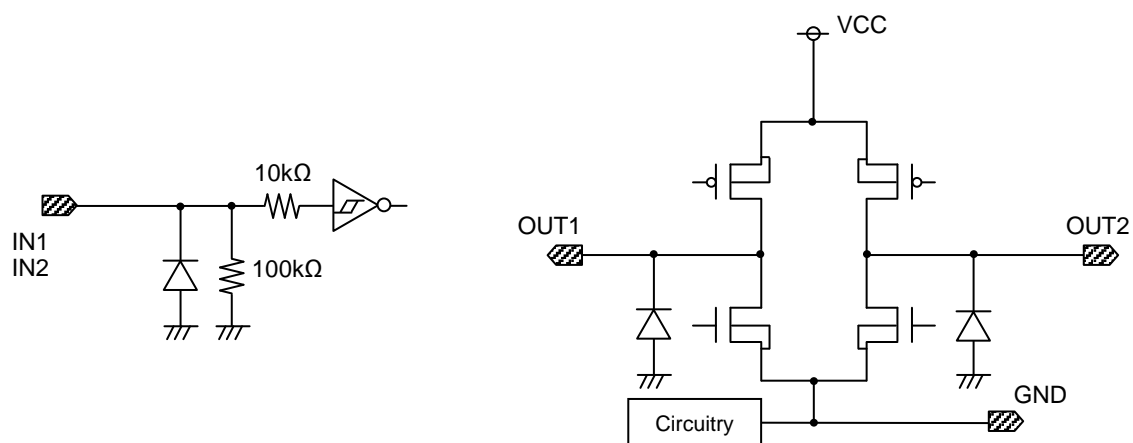 VCC
10kΩ
IN1
IN2
100kΩ
OUT1
OUT2
GND
Circuitry